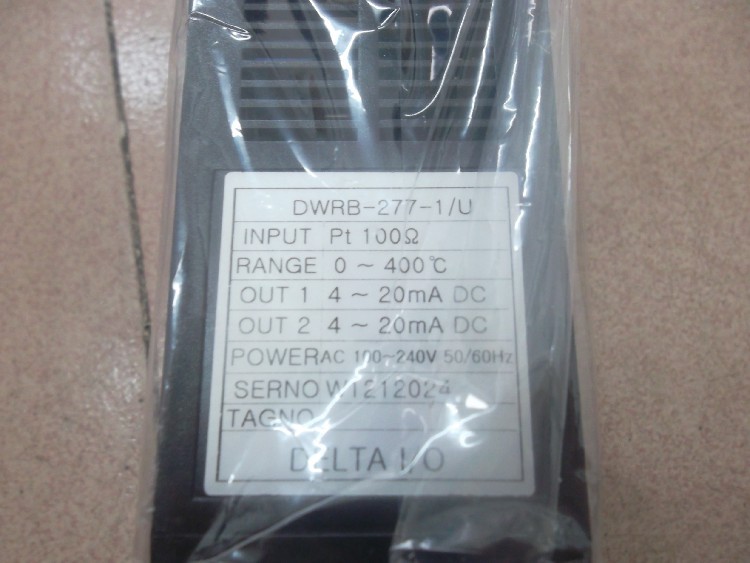 DWRB-277-1/U
INPUT Pt 100Ω
RANGE 0 ~ 400℃
OUT 1 4 ~ 20mA DC
OUT 2 4 ~ 20mA DC
POWER AC 100~240V 50/60Hz
SERNO W1212024
TAGNO
DELTA I/O